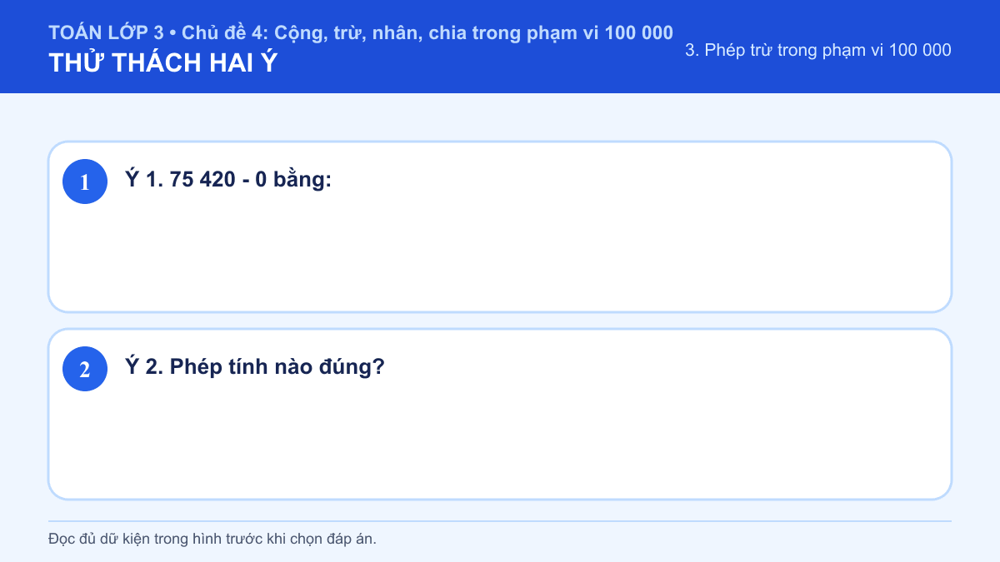 TOÁN LỚP 3 • Chủ đề 4: Cộng, trừ, nhân, chia trong phạm vi 100 000
THỬ THÁCH HAI Ý
3. Phép trừ trong phạm vi 100 000
1
Ý 1. 75 420 - 0 bằng:
2
Ý 2. Phép tính nào đúng?
Đọc đủ dữ kiện trong hình trước khi chọn đáp án.